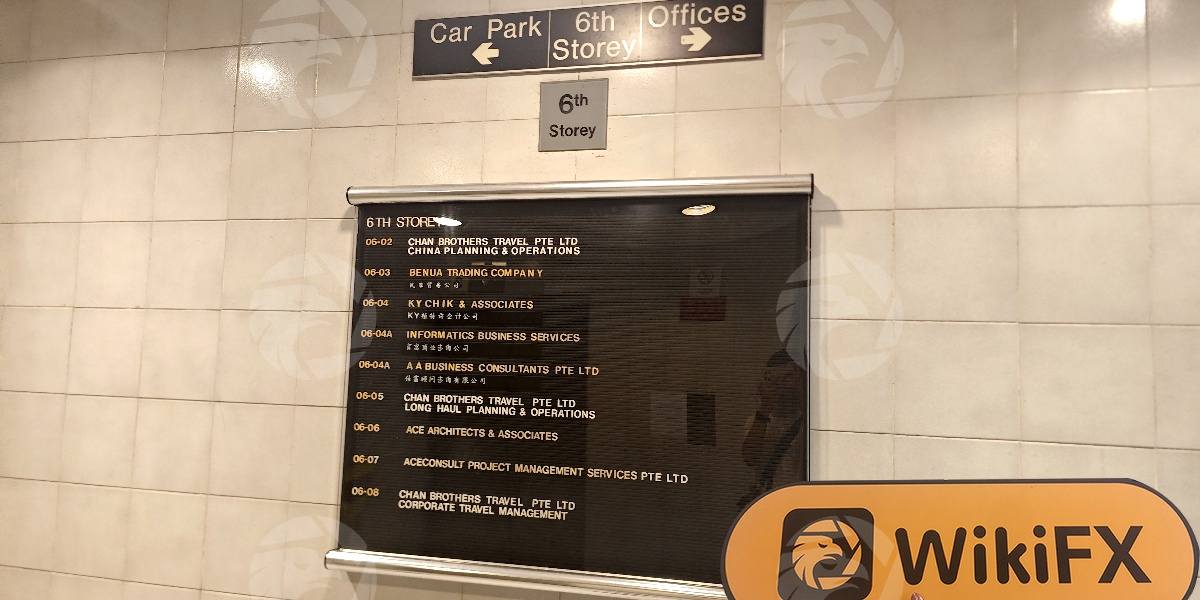 Car Park
6th
Storey
Offices
6th
Storey
6TH STOREY
06-02 CHAN BROTHERS TRAVEL PTE LTD
CHINA PLANNING & OPERATIONS
06-03 BENUA TRADING COMPANY
06-04 KY CHIK & ASSOCIATES
06-04A INFORMATICS BUSINESS SERVICES
06-04A A A BUSINESS CONSULTANTS PTE LTD
06-05 CHAN BROTHERS TRAVEL PTE LTD
LONG HAUL PLANNING & OPERATIONS
06-06 ACE ARCHITECTS & ASSOCIATES
06-07 ACECONSULT PROJECT MANAGEMENT SERVICES PTE LTD
06-08 CHAN BROTHERS TRAVEL PTE LTD
CORPORATE TRAVEL MANAGEMENT
WikiFX